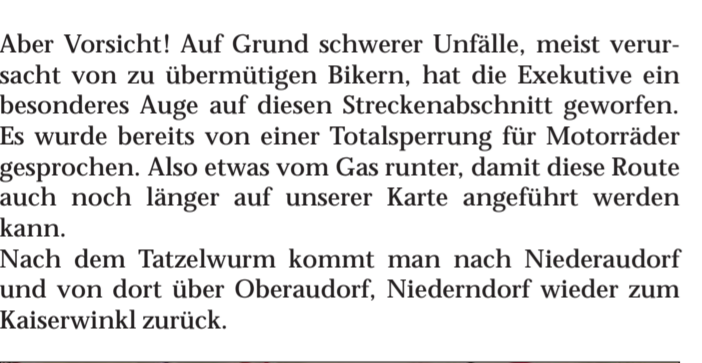 Aber Vorsicht! Auf Grund schwerer Unfälle, meist verur-
sacht von zu übermütigen Bikern, hat die Exekutive ein
besonderes Auge auf diesen Streckenabschnitt geworfen.
Es wurde bereits von einer Totalsperrung für Motorräder
gesprochen. Also etwas vom Gas runter, damit diese Route
auch noch länger auf unserer Karte angeführt werden
kann.
Nach dem Tatzelwurm kommt man nach Niederaudorf
und von dort über Oberaudorf, Niederndorf wieder zum
Kaiserwinkl zurück.